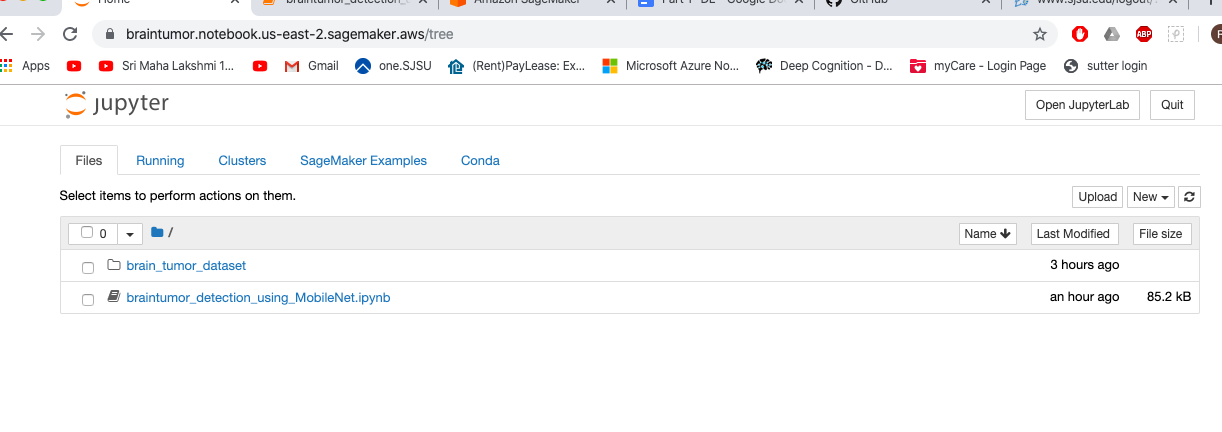 Home braintumor_detection_ Amazon SageMaker Part 1- DL - Google Do GitHub www.sjsu.edu/logout/
braintumor.notebook.us-east-2.sagemaker.aws/tree ABP
Apps Sri Maha Lakshmi 1... Gmail one.SJSU (Rent)PayLease: Ex... Microsoft Azure No... Deep Cognition - D... myCare - Login Page sutter login
Jupyter Open JupyterLab Quit
Files Running Clusters SageMaker Examples Conda
Select items to perform actions on them. Upload New
0 / Name Last Modified File size
brain_tumor_dataset 3 hours ago
braintumor_detection_using_MobileNet.ipynb an hour ago 85.2 kB